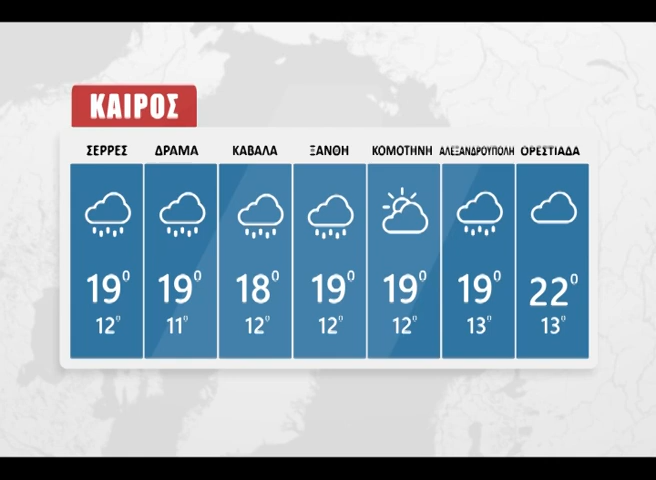 ΚΑΙΡΟΣ
ΣΕΡΡΕΣ ΔΡΑΜΑ ΚΑΒΑΛΑ ΞΑΝΘΗ ΚΟΜΟΤΗΝΗ ΑΛΕΞΑΝΔΡΟΥΠΟΛΗ ΟΡΕΣΤΙΑΔΑ
19° 19° 18° 19° 19° 19° 22°
12° 11° 12° 12° 12° 13° 13°